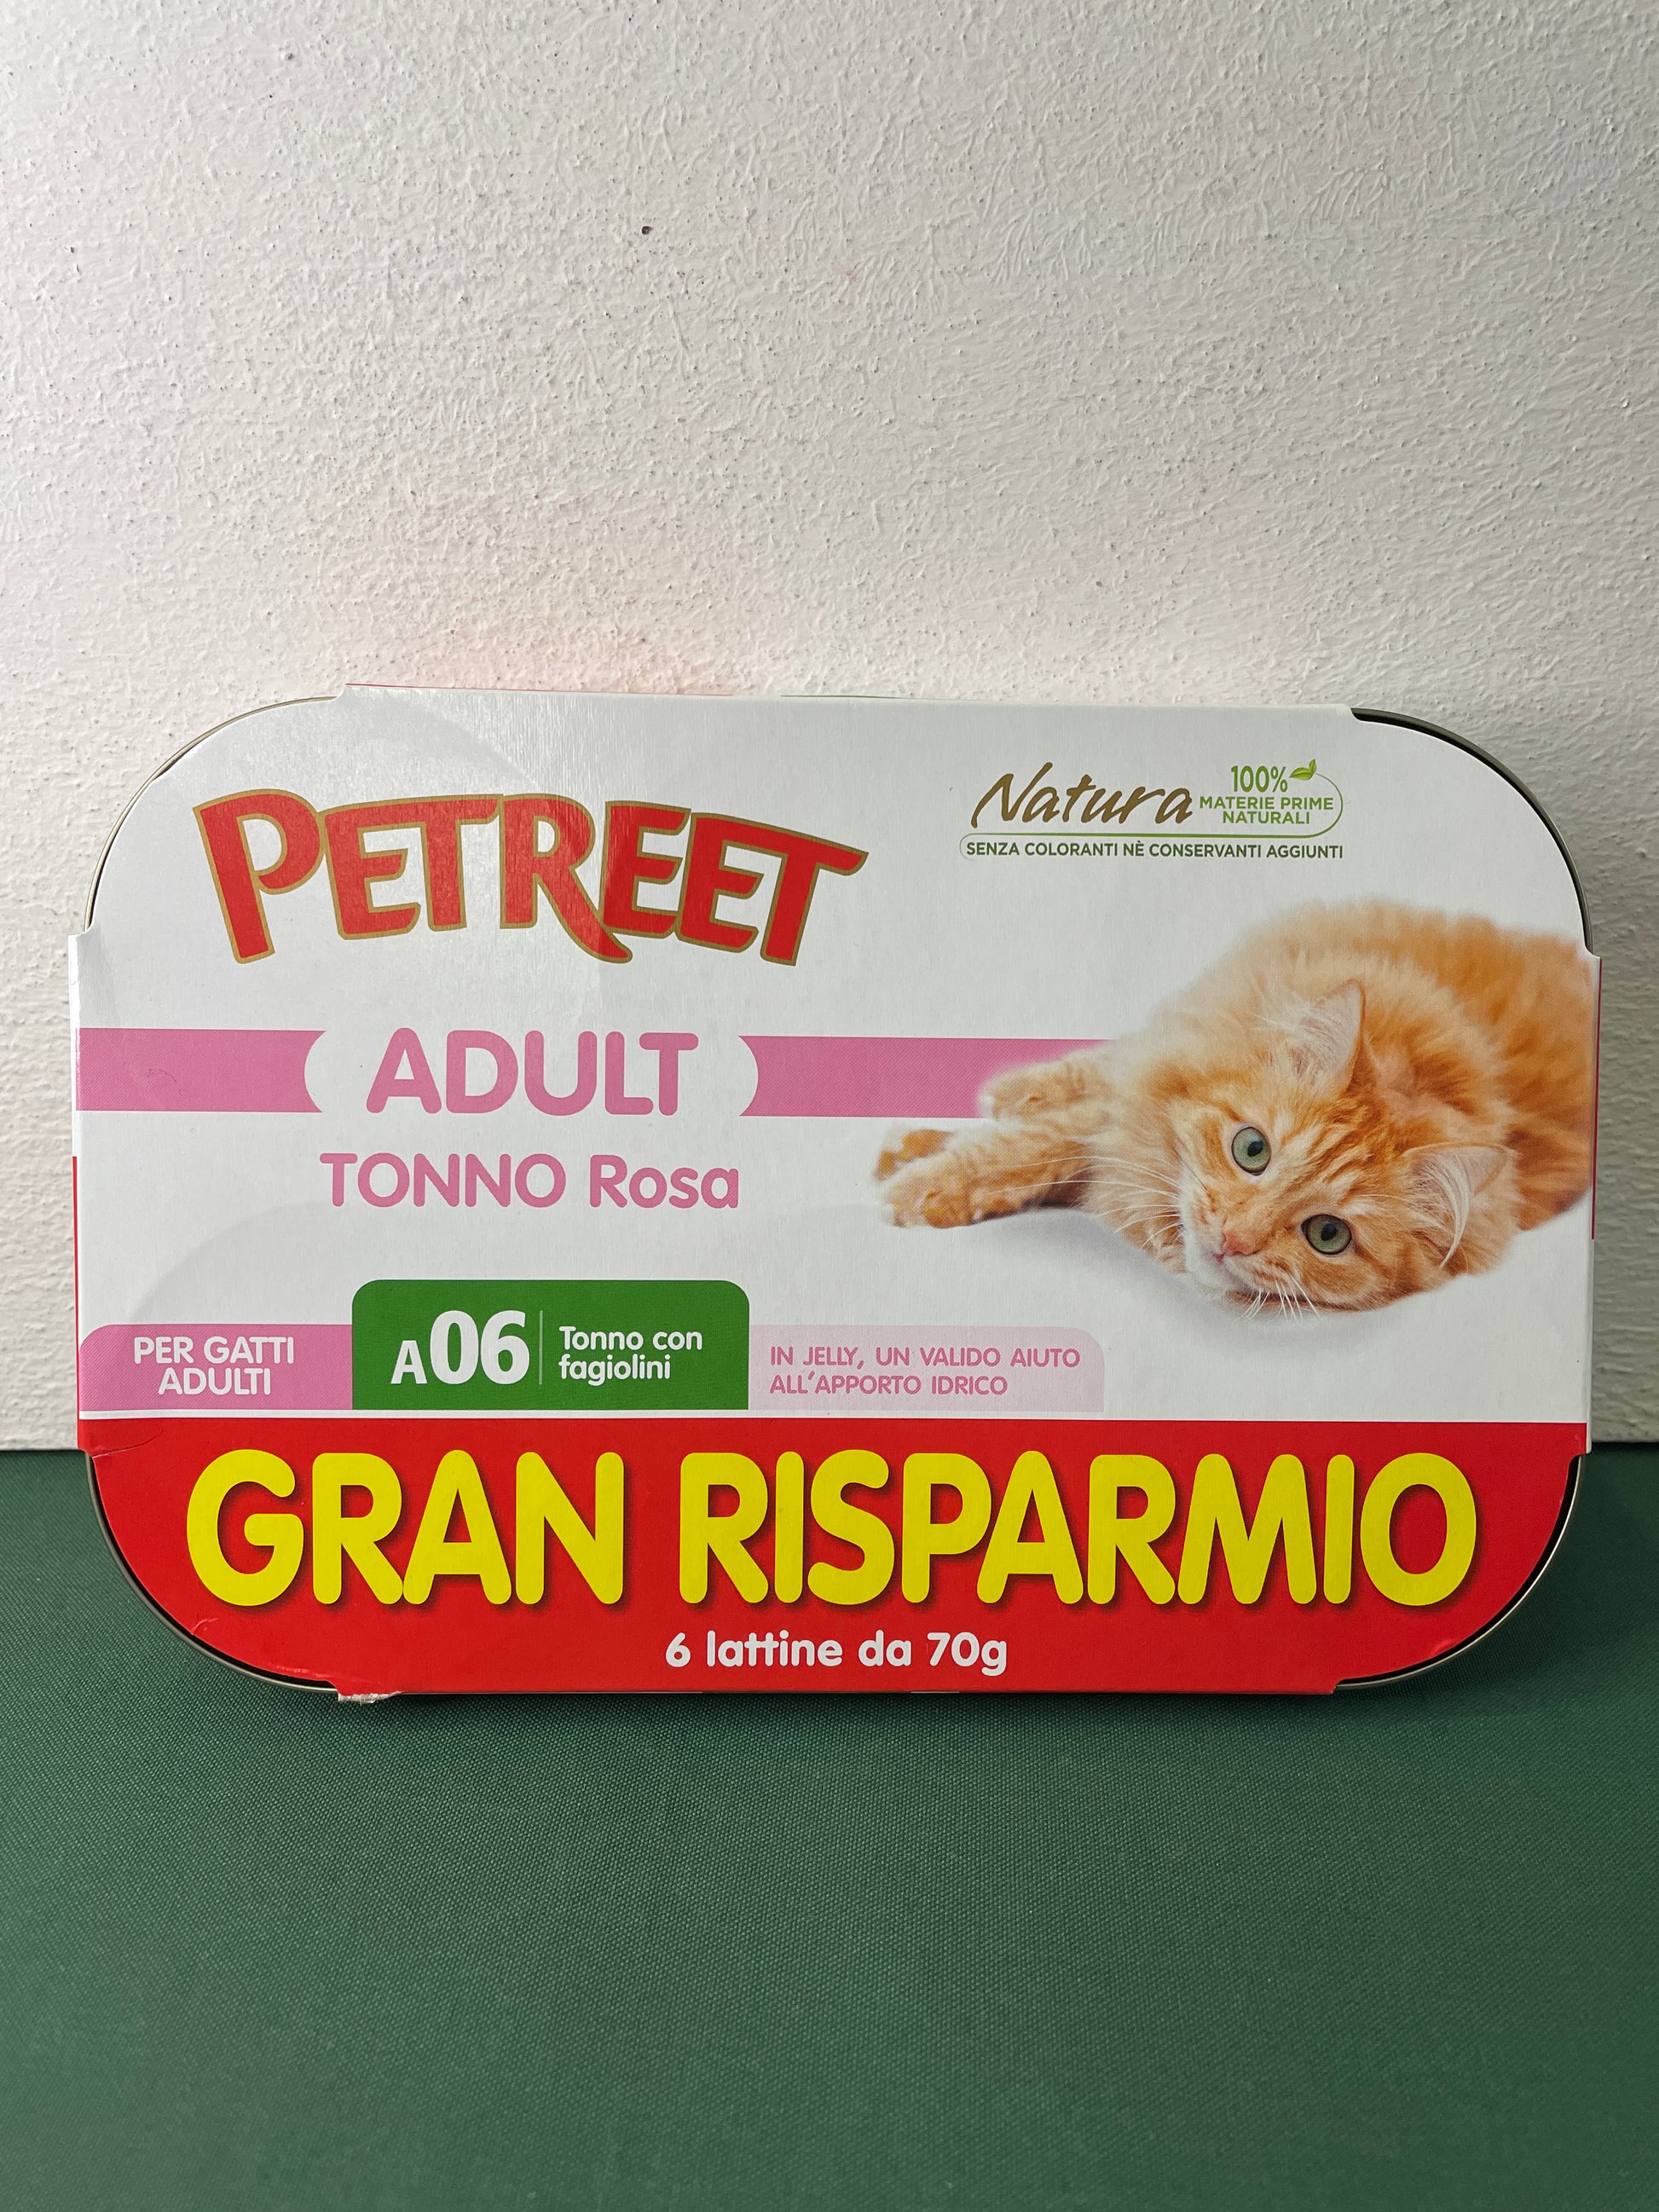 PETREET
Natura
100%
MATERIE PRIME
NATURALI
SENZA COLORANTI NÈ CONSERVANTI AGGIUNTI
ADULT
TONNO Rosa
PER GATTI
ADULTI
A06
Tonno con
fagiolini
IN JELLY, UN VALIDO AIUTO
ALL'APPORTO IDRICO
GRAN RISPARMIO
6 lattine da 70g